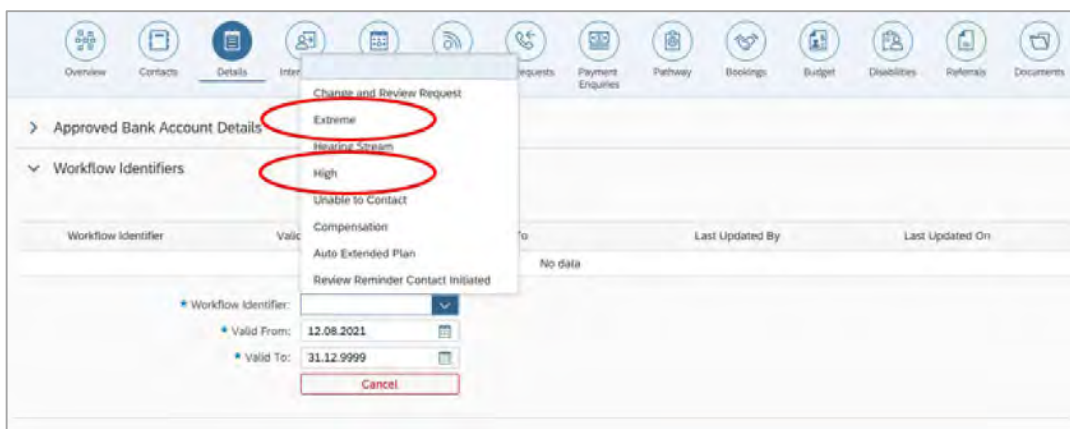 Overview Contacts Details Inter equests Payment Enquiries Pathway Bookings Budget Disabilities Referrals Documents
Change and Review Request
Approved Bank Account Details
Extreme
Hearing Stream
Workflow Identifiers
High
Unable to Contact
Workflow Identifier Valid To Last Updated By Last Updated On
Compensation
Auto Extended Plan
No data
Review Reminder Contact Initiated
* Workflow Identifier:
* Valid From: 12.08.2021
* Valid To: 31.12.9999
Cancel